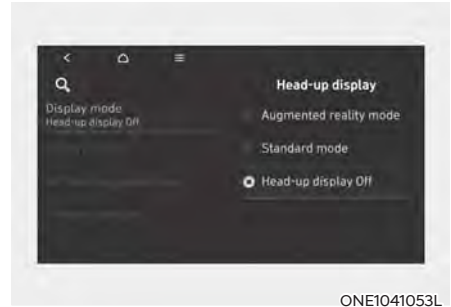 Display mode
Head-up display Off
Head-up display
Augmented reality mode
Standard mode
Head-up display Off
ONE1041053L